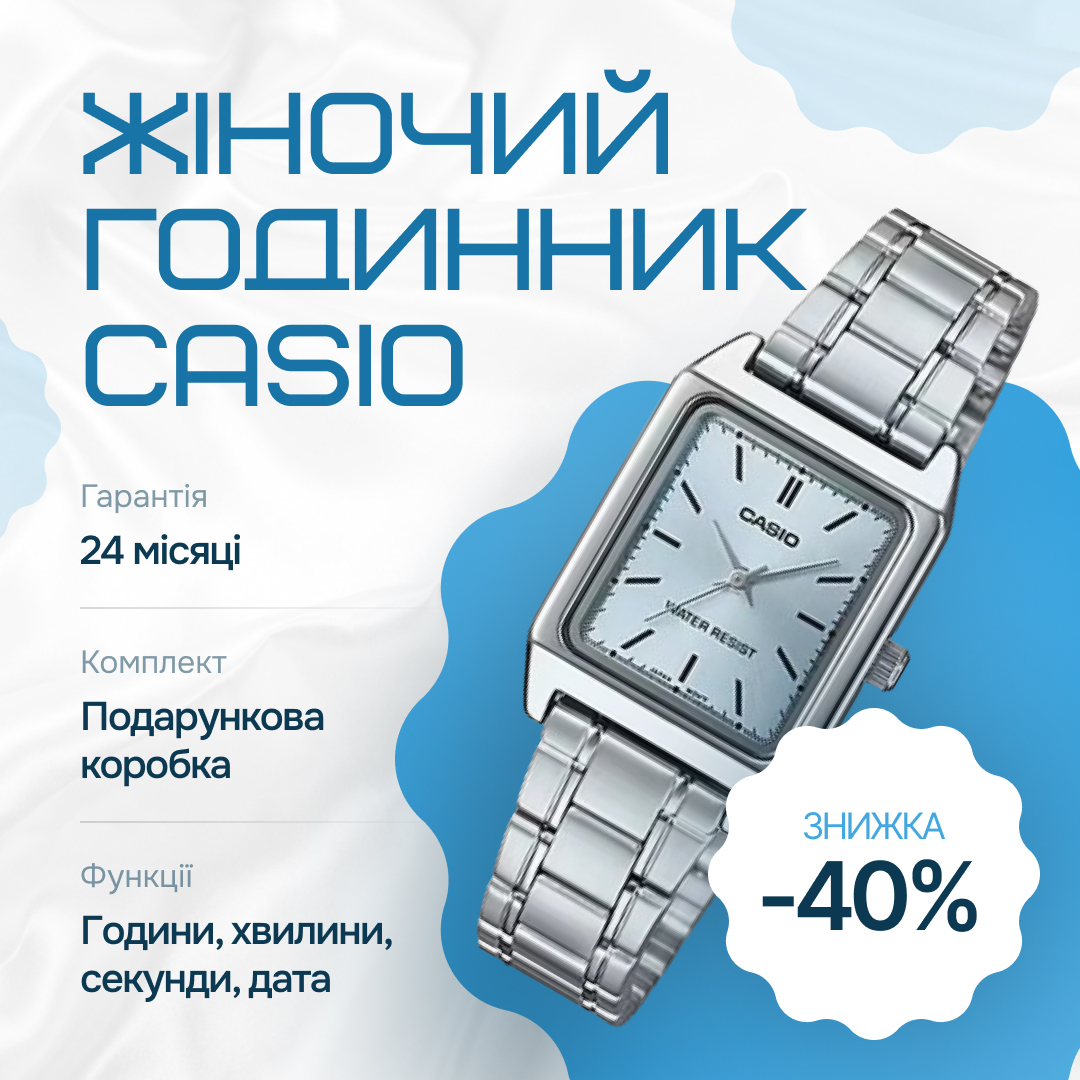 ЖІНОЧИЙ
ГОДИННИК
CASIO
Гарантія
24 місяці
Комплект
Подарункова
коробка
Функції
Години, хвилини,
секунди, дата
CASIO
WATER RESIST
ЗНИЖКА
-40%